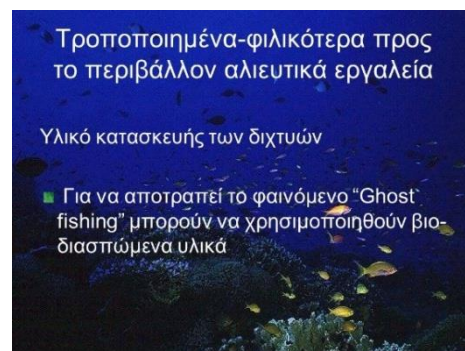 Τροποποιημένα-φιλικότερα προς
το περιβάλλον αλιευτικά εργαλεία
Υλικό κατασκευής των διχτυών
Για να αποτραπεί το φαινόμενο “Ghost
fishing” μπορούν να χρησιμοποιηθούν βιο-
διασπώμενα υλικά